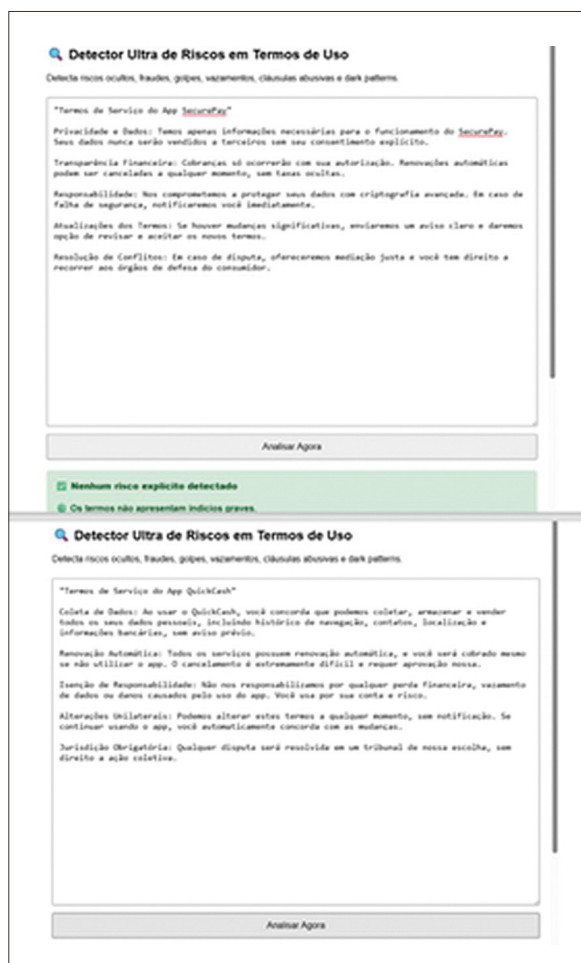 🔍 Detector Ultra de Riscos em Termos de Uso
Detecta riscos ocultos, fraudes, golpes, vazamentos, cláusulas abusivas e dark patterns.
"Termos de Serviço do App SecurePay"
Privacidade e Dados: Temos apenas informações necessárias para o funcionamento do SecurePay.
Seus dados nunca serão vendidos a terceiros sem seu consentimento explícito.
Transparência Financeira: Cobranças só ocorrerão com sua autorização. Renovações automáticas
podem ser canceladas a qualquer momento, sem taxas ocultas.
Responsabilidade: Nos comprometemos a proteger seus dados com criptografia avançada. Em caso de
falha de segurança, notificaremos você imediatamente.
Atualizações dos Termos: Se houver mudanças significativas, enviaremos um aviso claro e daremos
opção de revisar e aceitar os novos termos.
Resolução de Conflitos: Em caso de disputa, ofereceremos mediação justa e você tem direito a
recorrer aos órgãos de defesa do consumidor.
Analisar Agora
Nenhum risco explícito detectado
Os termos não apresentam indícios graves.
🔍 Detector Ultra de Riscos em Termos de Uso
Detecta riscos ocultos, fraudes, golpes, vazamentos, cláusulas abusivas e dark patterns.
"Termos de Serviço do App QuickCash"
Coleta de Dados: Ao usar o QuickCash, você concorda que podemos coletar, armazenar e vender
todos os seus dados pessoais, incluindo histórico de navegação, contatos, localização e
informações bancárias, sem aviso prévio.
Renovação Automática: Todos os serviços possuem renovação automática, e você será cobrado mesmo
se não utilizar o app. O cancelamento é extremamente difícil e requer aprovação nossa.
Isenção de Responsabilidade: Não nos responsabilizamos por qualquer perda financeira, vazamento
de dados ou danos causados pelo uso do app. Você usa por sua conta e risco.
Alterações Unilaterais: Podemos alterar estes termos a qualquer momento, sem notificação. Se
continuar usando o app, você automaticamente concorda com as mudanças.
Jurisdição Obrigatória: Qualquer disputa será resolvida em um tribunal de nossa escolha, sem
direito a ação coletiva.
Analisar Agora